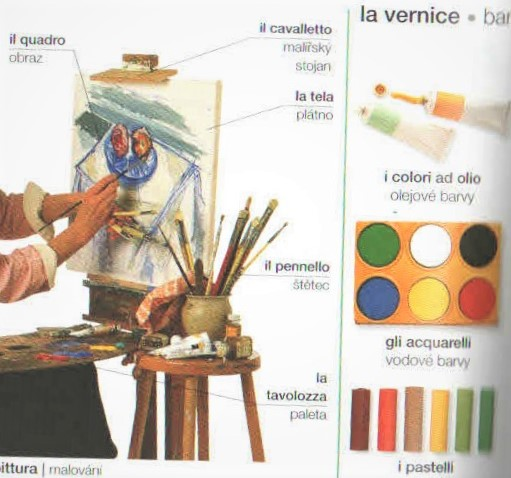 il quadro
obraz
il cavalletto
malířský
stojan
la tela
plátno
il pennello
štětec
la
tavolozza
paleta
ittura | malování
la vernice • bar
i colori ad olio
olejové barvy
gli acquarelli
vodové barvy
i pastelli